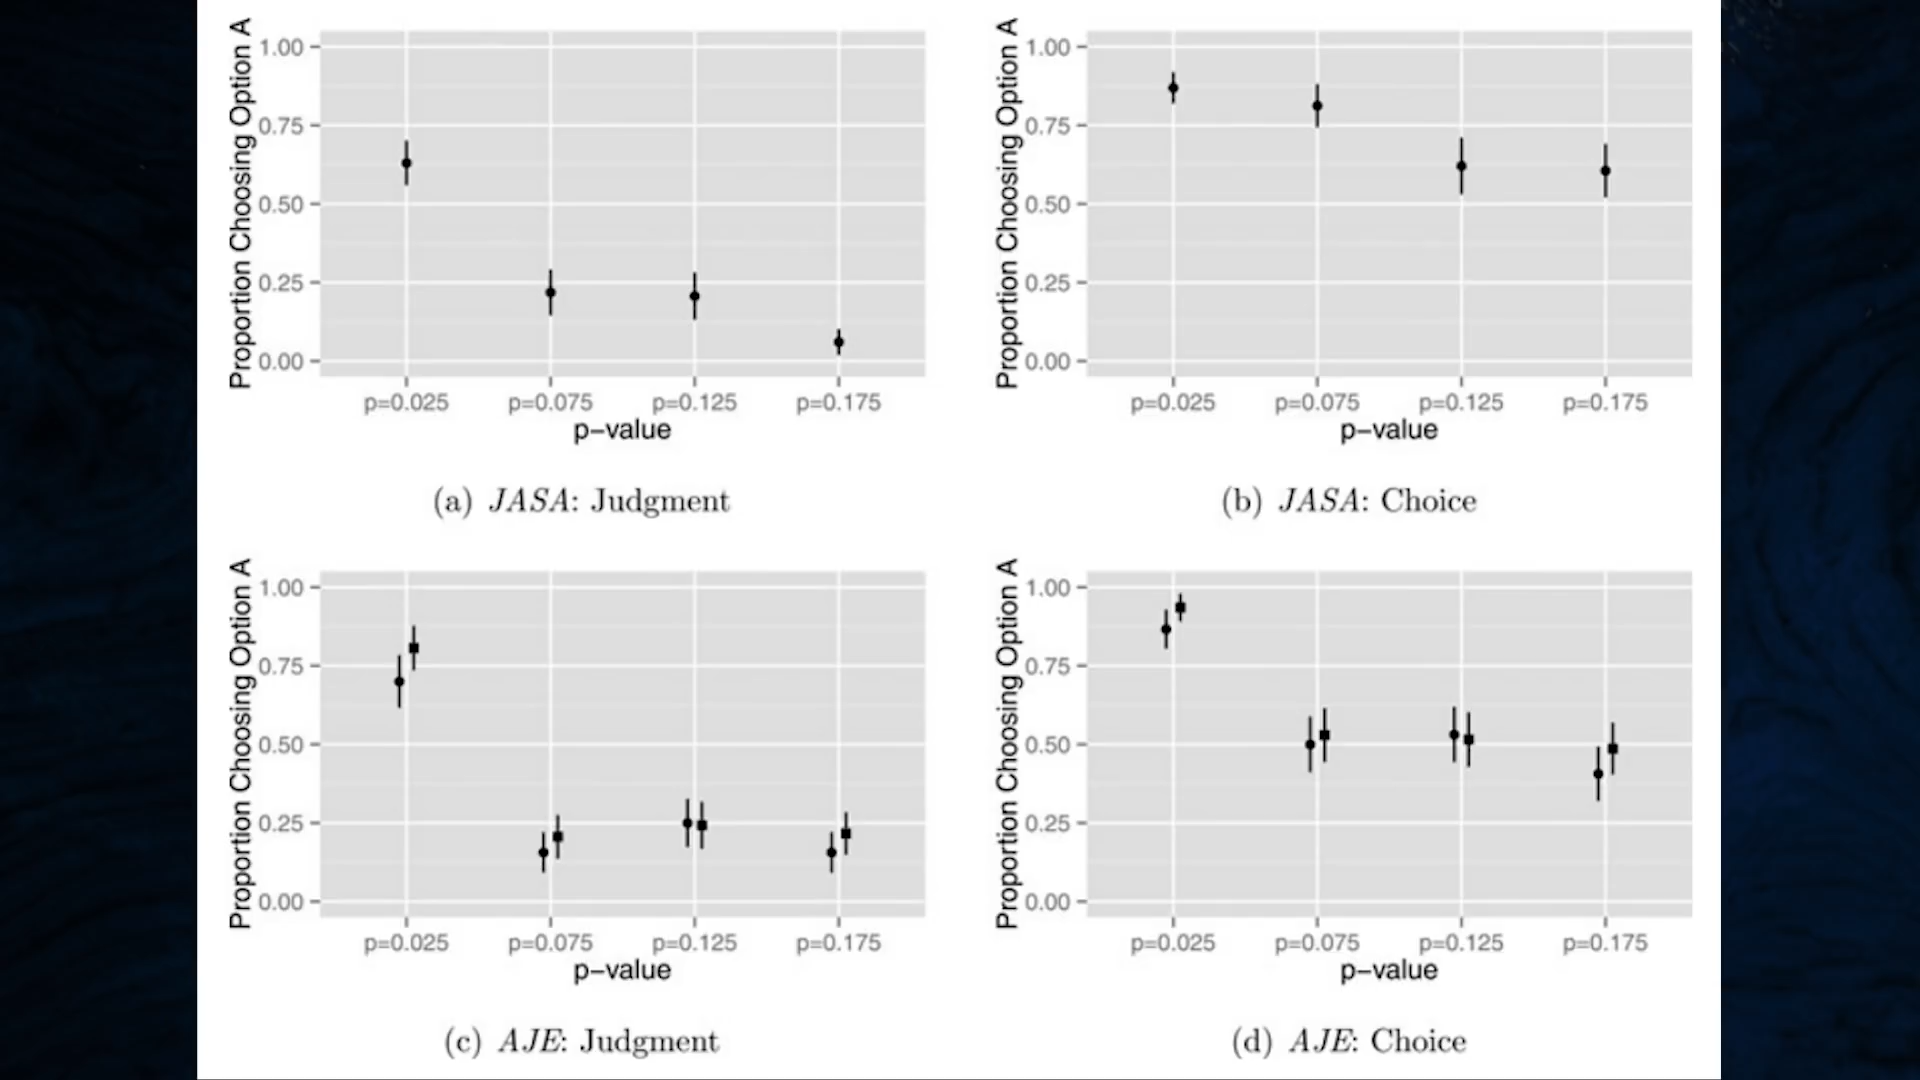 Proportion Choosing Option A
1.00
0.75
0.50
0.25
0.00
p=0.025 p=0.075 p=0.125 p=0.175
p-value
(a) JASA: Judgment
Proportion Choosing Option A
1.00
0.75
0.50
0.25
0.00
p=0.025 p=0.075 p=0.125 p=0.175
p-value
(b) JASA: Choice
Proportion Choosing Option A
1.00
0.75
0.50
0.25
0.00
p=0.025 p=0.075 p=0.125 p=0.175
p-value
(c) AJE: Judgment
Proportion Choosing Option A
1.00
0.75
0.50
0.25
0.00
p=0.025 p=0.075 p=0.125 p=0.175
p-value
(d) AJE: Choice